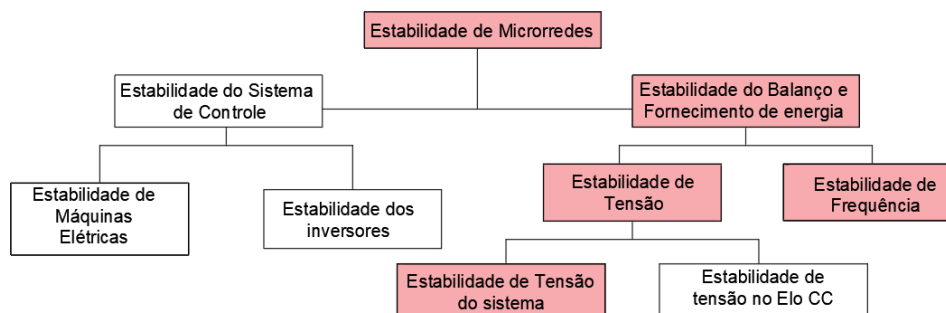 Estabilidade de Microrredes
Estabilidade do Sistema
de Controle
Estabilidade do Balanço e
Fornecimento de energia
Estabilidade de
Máquinas
Elétricas
Estabilidade dos
inversores
Estabilidade de
Tensão
Estabilidade de
Frequência
Estabilidade de Tensão
do sistema
Estabilidade de
tensão no Elo CC